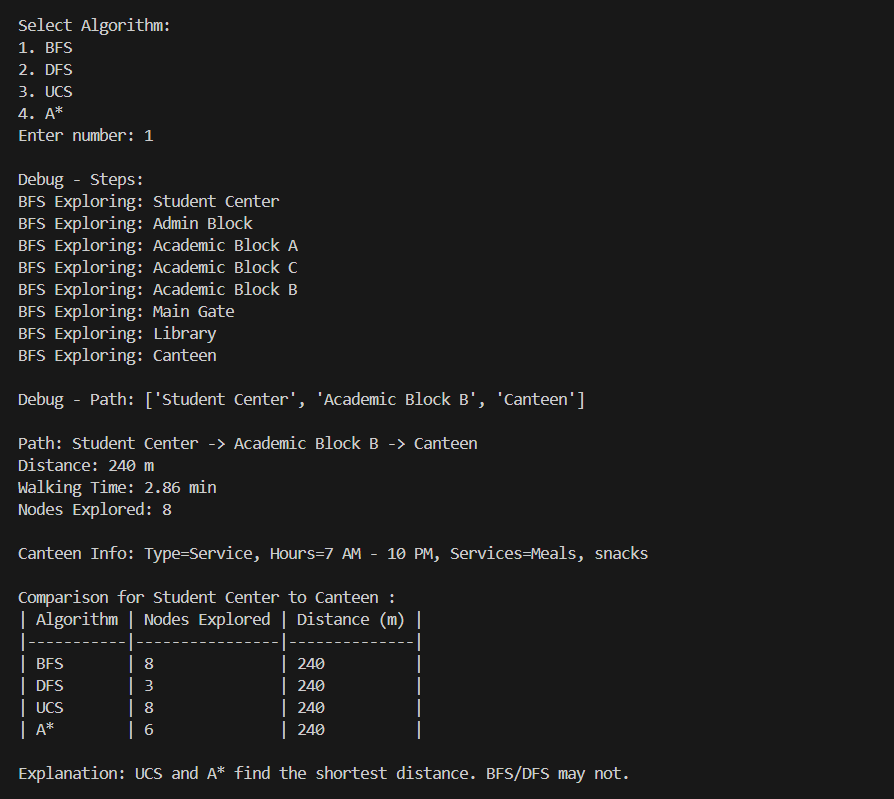 Select Algorithm:
1. BFS
2. DFS
3. UCS
4. A*
Enter number: 1
Debug - Steps:
BFS Exploring: Student Center
BFS Exploring: Admin Block
BFS Exploring: Academic Block A
BFS Exploring: Academic Block C
BFS Exploring: Academic Block B
BFS Exploring: Main Gate
BFS Exploring: Library
BFS Exploring: Canteen
Debug - Path: ['Student Center', 'Academic Block B', 'Canteen']
Path: Student Center -> Academic Block B -> Canteen
Distance: 240 m
Walking Time: 2.86 min
Nodes Explored: 8
Canteen Info: Type=Service, Hours=7 AM - 10 PM, Services=Meals, snacks
Comparison for Student Center to Canteen :
| Algorithm | Nodes Explored | Distance (m) |
|-----------|----------------|--------------|
| BFS       | 8              | 240          |
| DFS       | 3              | 240          |
| UCS       | 8              | 240          |
| A*        | 6              | 240          |
Explanation: UCS and A* find the shortest distance. BFS/DFS may not.